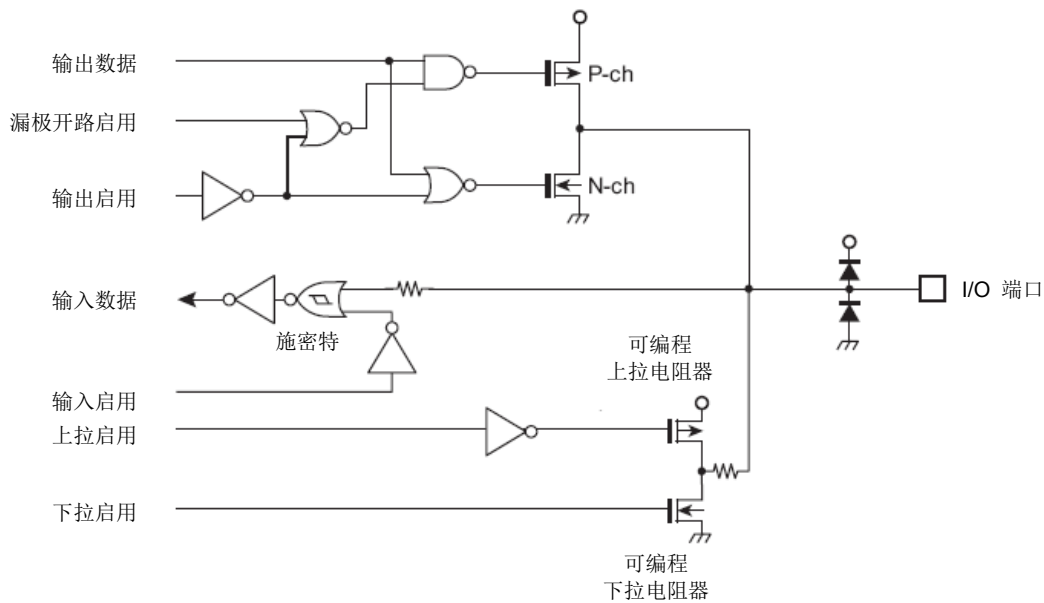 输出数据
P-ch
漏极开路启用
输出启用
N-ch
输入数据
I/O 端口
施密特
可编程
上拉电阻器
输入启用
上拉启用
下拉启用
可编程
下拉电阻器